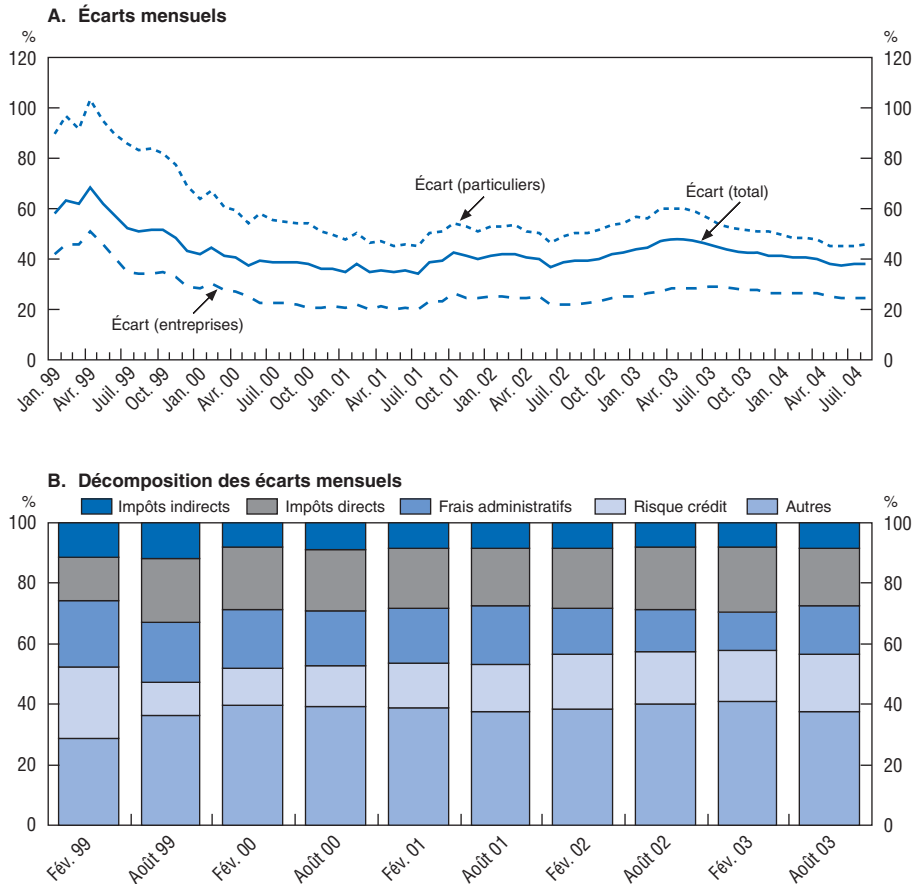 A. Écarts mensuels
% %
120 120
100 100
80 80
60 60
40 40
20 20
0 0
Écart (particuliers)
Écart (total)
Écart (entreprises)
Jan. 99 Avr. 99 Juil. 99 Oct. 99 Jan. 00 Avr. 00 Juil. 00 Oct. 00 Jan. 01 Avr. 01 Juil. 01 Oct. 01 Jan. 02 Avr. 02 Juil. 02 Oct. 02 Jan. 03 Avr. 03 Juil. 03 Oct. 03 Jan. 04 Avr. 04 Juil. 04
B. Décomposition des écarts mensuels
% %
Impôts indirects Impôts directs Frais administratifs Risque crédit Autres
100 100
80 80
60 60
40 40
20 20
0 0
Fév. 99 Août 99 Fév. 00 Août 00 Fév. 01 Août 01 Fév. 02 Août 02 Fév. 03 Août 03